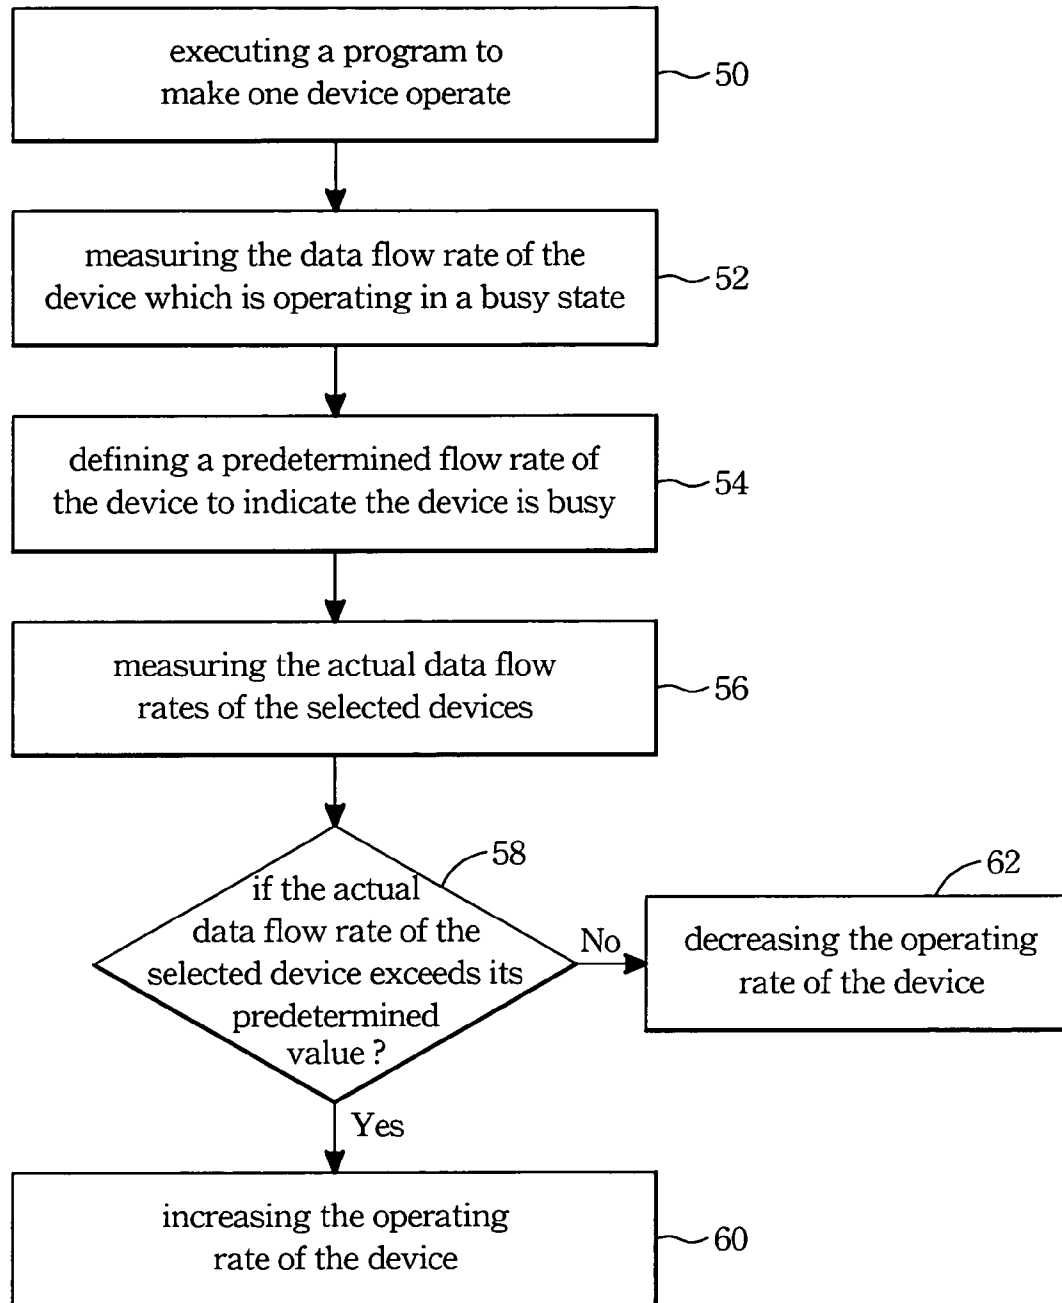 executing a program to
make one device operate
50
measuring the data flow rate of the
device which is operating in a busy state
52
defining a predetermined flow rate of
the device to indicate the device is busy
54
measuring the actual data flow
rates of the selected devices
56
58
if the actual
data flow rate of the
selected device exceeds its
predetermined
value ?
No
62
decreasing the operating
rate of the device
Yes
increasing the operating
rate of the device
60